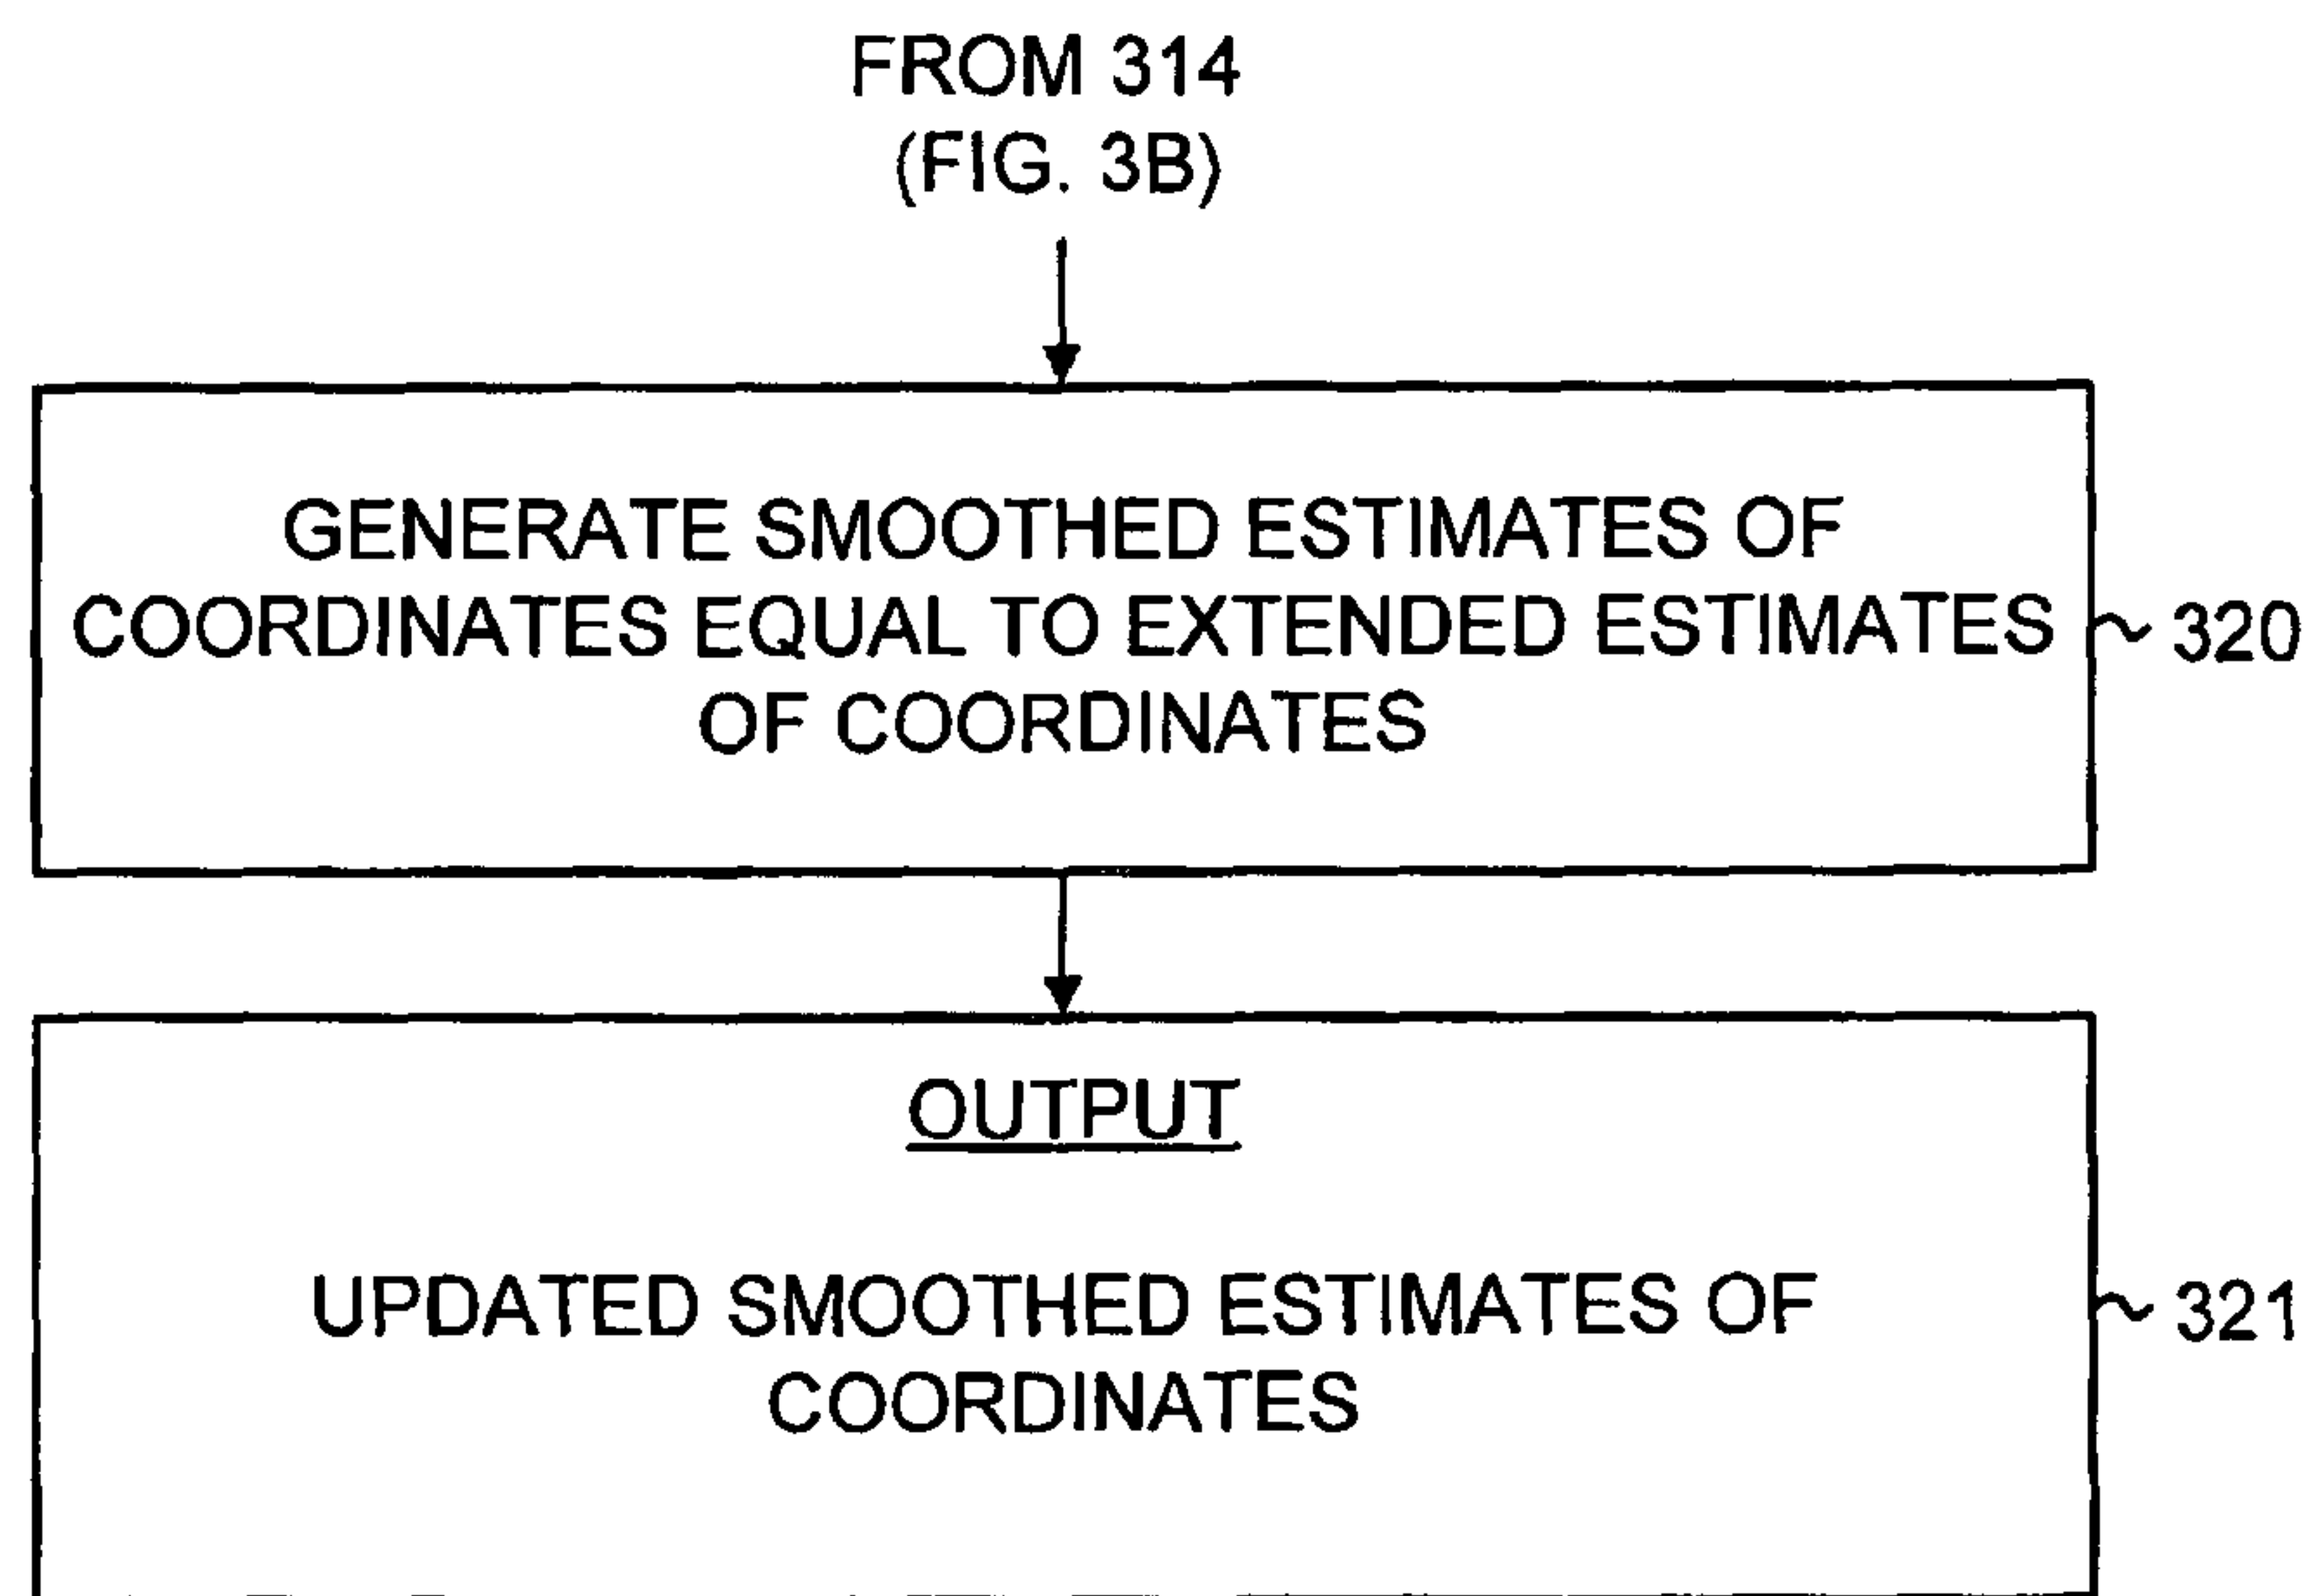 FROM 314
(FIG. 3B)
GENERATE SMOOTHED ESTIMATES OF
COORDINATES EQUAL TO EXTENDED ESTIMATES
OF COORDINATES
320
OUTPUT
UPDATED SMOOTHED ESTIMATES OF
COORDINATES
321